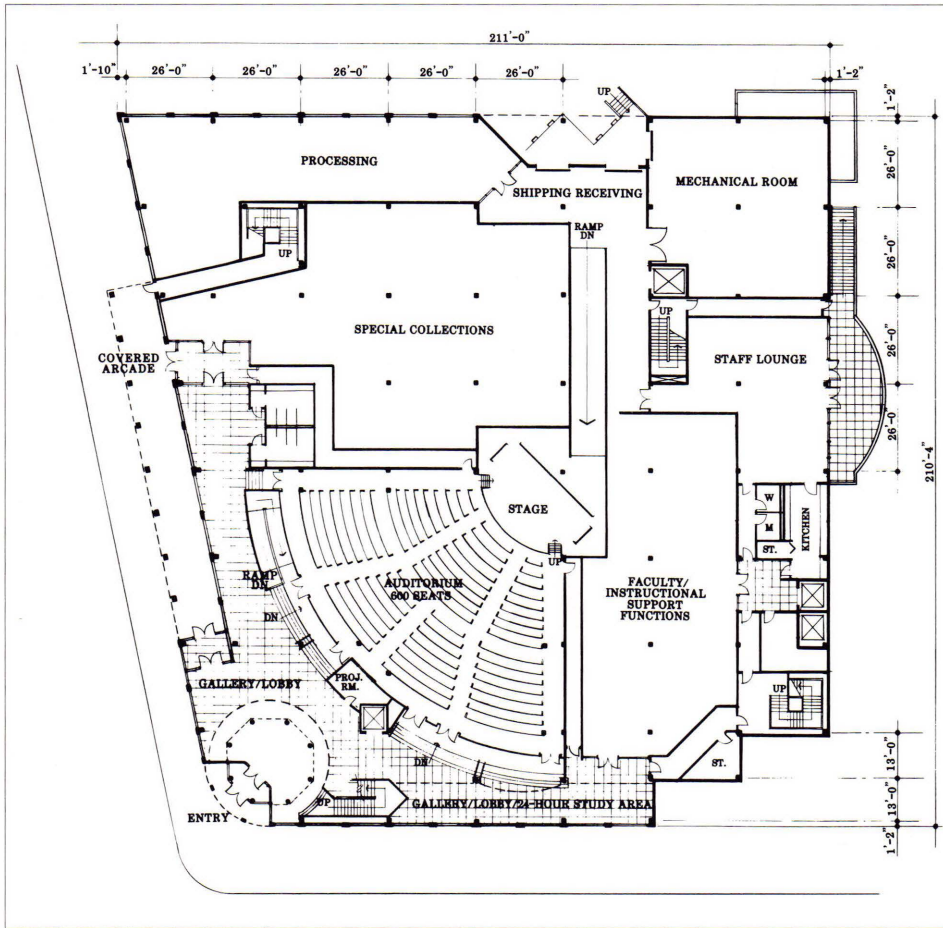 211'-0"
1'-10"
26'-0"
26'-0"
26'-0"
26'-0"
26'-0"
1'-2"
UP
1'-2"
PROCESSING
MECHANICAL ROOM
26'-0"
SHIPPING RECEIVING
RAMP
DN
UP
26'-0"
UP
SPECIAL COLLECTIONS
26'-0"
COVERED
ARCADE
STAFF LOUNGE
26'-0"
210'-4"
STAGE
W
M
ST.
KITCHEN
UP
RAMP
DN
AUDITORIUM
600 SEATS
FACULTY/
INSTRUCTIONAL
SUPPORT
FUNCTIONS
DN
PROJ.
RM.
GALLERY/LOBBY
UP
DN
ST.
13'-0"
UP
GALLERY/LOBBY/24-HOUR STUDY AREA
13'-0"
ENTRY
1'-2"